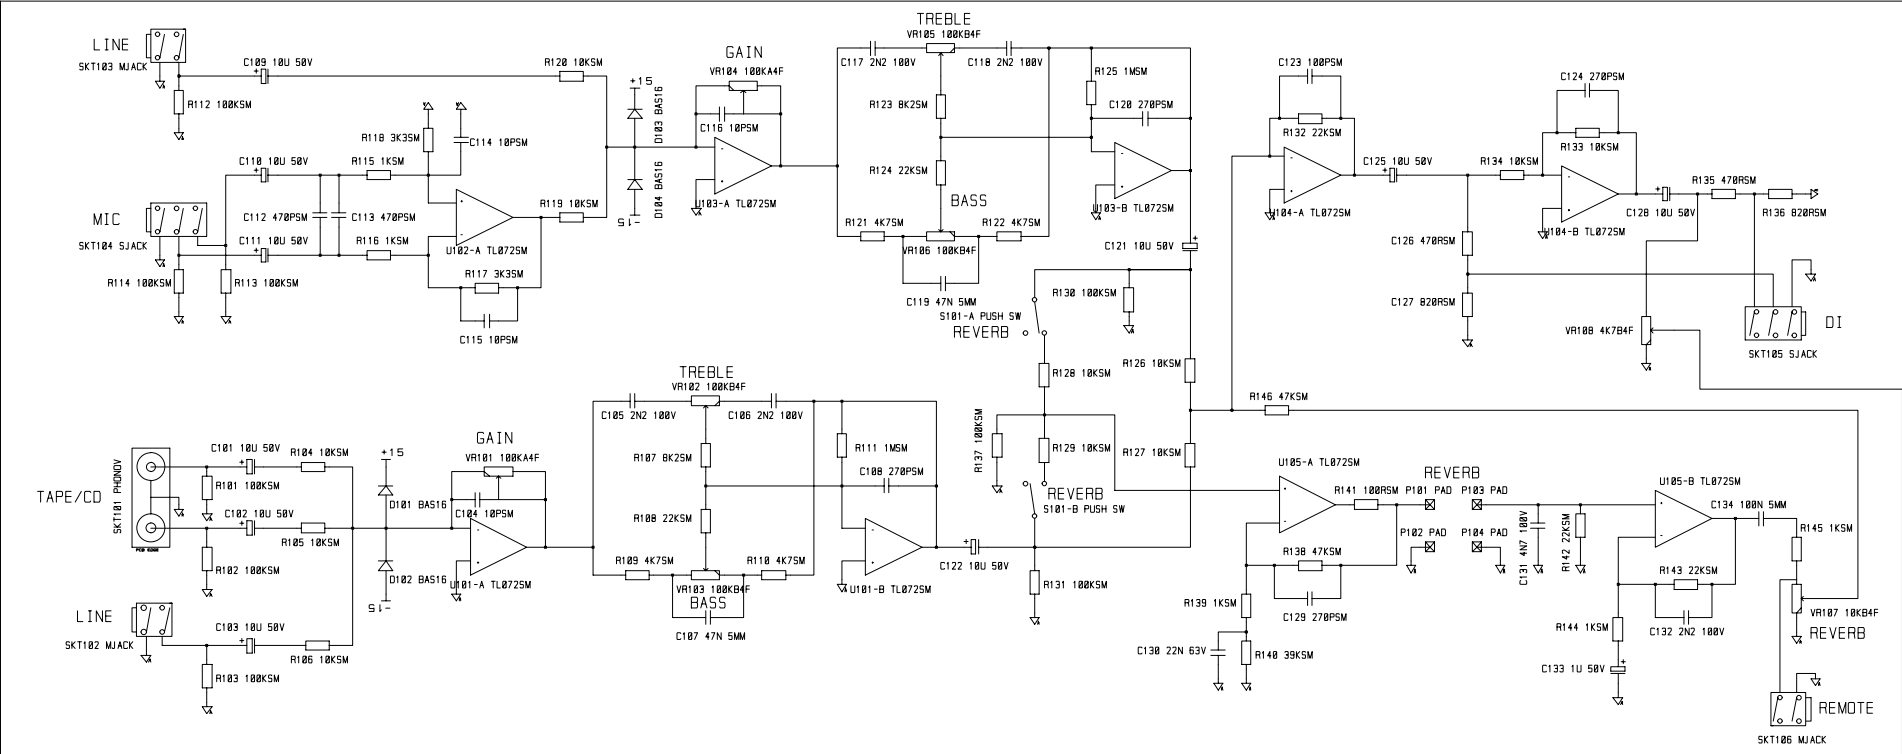 LINE
SKT103 MJACK
C109 10U 50V
R112 100KSM
R120 10KSM
+15
D103 BAS16
D104 BAS16
-15
GAIN
VR104 100KA4F
C116 10PSM
U103-A TL072SM
R118 3K3SM
C114 10PSM
C110 10U 50V
R115 1KSM
MIC
SKT104 SJACK
C112 470PSM
C113 470PSM
C111 10U 50V
R116 1KSM
R114 100KSM
R113 100KSM
U102-A TL072SM
R119 10KSM
R117 3K3SM
C115 10PSM
TREBLE
VR105 100KB4F
C117 2N2 100V
C118 2N2 100V
R123 8K2SM
R124 22KSM
R125 1MSM
C120 270PSM
U103-B TL072SM
BASS
R121 4K7SM
R122 4K7SM
VR106 100KB4F
C119 47N 5MM
C121 10U 50V
R130 100KSM
S101-A PUSH SW
REVERB
R128 10KSM
R126 10KSM
R137 100KSM
R129 10KSM
R127 10KSM
REVERB
S101-B PUSH SW
C123 100PSM
R132 22KSM
U104-A TL072SM
C125 10U 50V
R134 10KSM
C124 270PSM
R133 10KSM
U104-B TL072SM
C128 10U 50V
R135 470RSM
R136 820RSM
C126 470RSM
C127 820RSM
VR108 4K7B4F
DI
SKT105 SJACK
R146 47KSM
TAPE/CD
SKT101 PHONOV
PCB EDGE
C101 10U 50V
R104 10KSM
R101 100KSM
C102 10U 50V
R105 10KSM
R102 100KSM
LINE
SKT102 MJACK
C103 10U 50V
R106 10KSM
R103 100KSM
+15
D101 BAS16
D102 BAS16
-15
GAIN
VR101 100KA4F
C104 10PSM
U101-A TL072SM
TREBLE
VR102 100KB4F
C105 2N2 100V
C106 2N2 100V
R107 8K2SM
R108 22KSM
R111 1MSM
C108 270PSM
U101-B TL072SM
R109 4K7SM
R110 4K7SM
VR103 100KB4F
BASS
C107 47N 5MM
C122 10U 50V
R131 100KSM
U105-A TL072SM
R141 100RSM
REVERB
P101 PAD
P103 PAD
P102 PAD
P104 PAD
R138 47KSM
C129 270PSM
R139 1KSM
C130 22N 63V
R140 39KSM
C131 4N7 100V
R142 22KSM
U105-B TL072SM
C134 100N 5MM
R145 1KSM
R143 22KSM
C132 2N2 100V
R144 1KSM
C133 1U 50V
VR107 10KB4F
REVERB
REMOTE
SKT106 MJACK